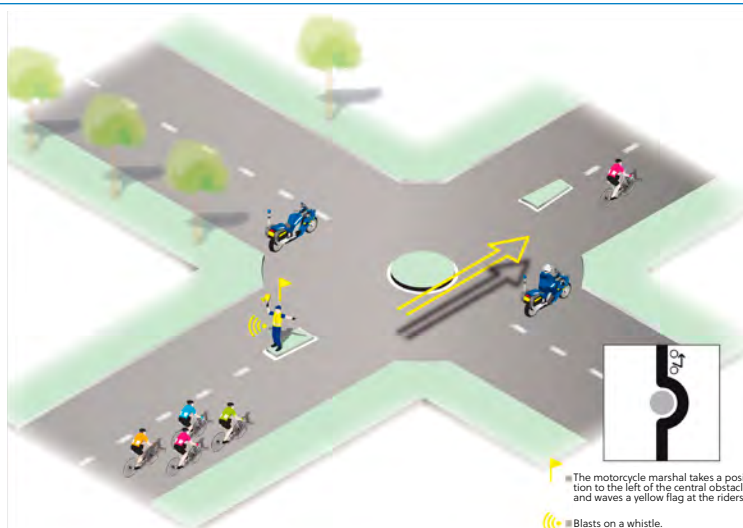 The motorcycle marshal takes a posi-
tion to the left of the central obstacle
and waves a yellow flag at the riders.
Blasts on a whistle.